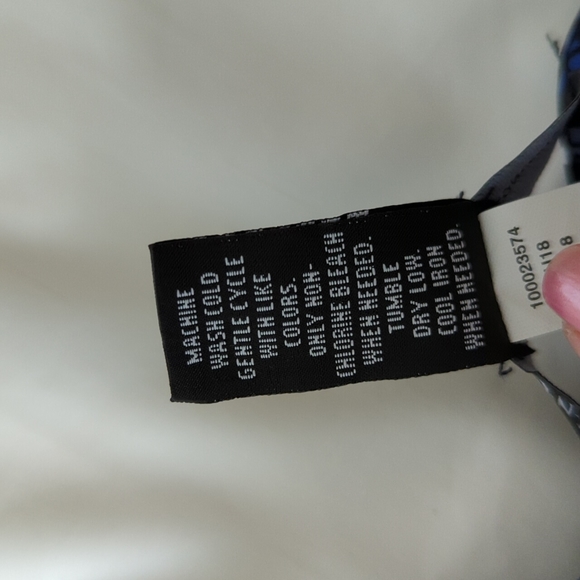 MACHINE
WASH COLD
GENTLE CYCLE
WITH LIKE
COLORS.
ONLY NON-
CHLORINE BLEACH
WHEN NEEDED.
TUMBLE
DRY LOW.
COOL IRON
WHEN NEEDED.
100023574